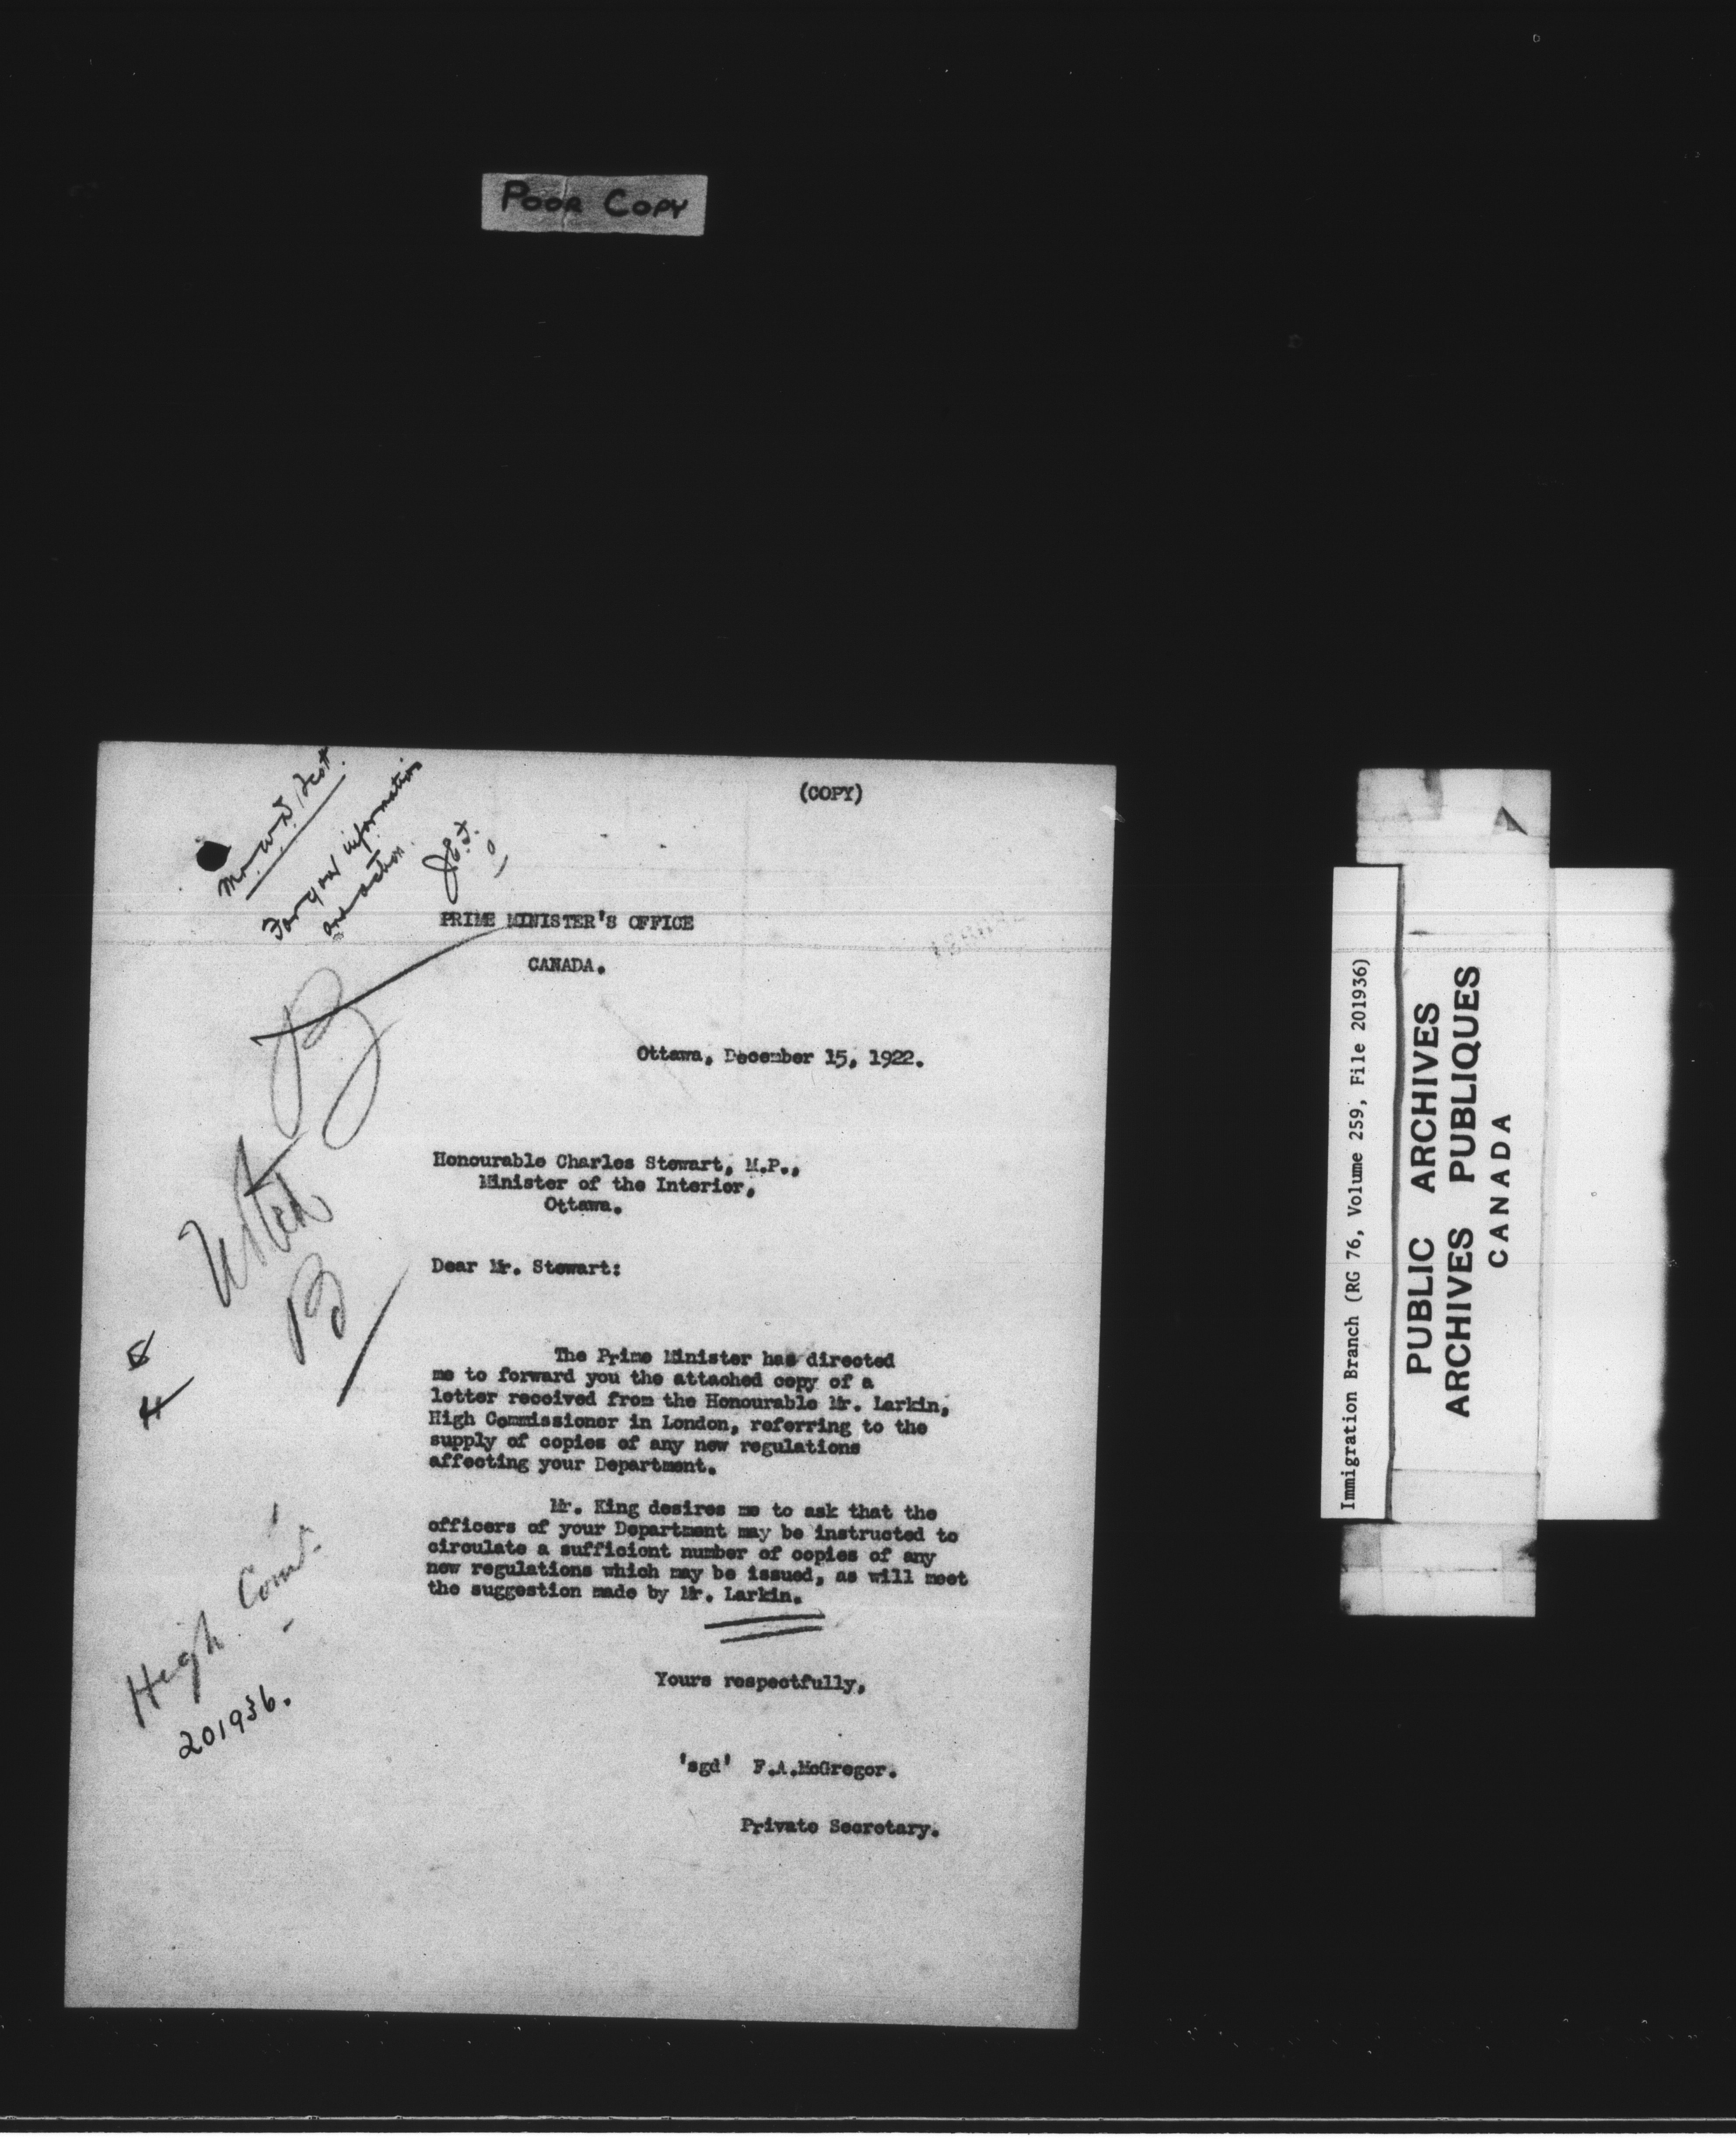 POOR COPY
(COPY)
For your information
and action.
PRIME MINISTER'S OFFICE
CANADA.
Ottawa, December 15, 1922.
Honourable Charles Stewart, M.P.,
Minister of the Interior,
Ottawa.
Dear Mr. Stewart:
The Prime Minister has directed
me to forward you the attached copy of a
letter received from the Honourable Mr. Larkin,
High Commissioner in London, referring to the
supply of copies of any new regulations
affecting your Department.
Mr. King desires me to ask that the
officers of your Department may be instructed to
circulate a sufficient number of copies of any
new regulations which may be issued, as will meet
the suggestion made by Mr. Larkin.
Yours respectfully,
'sgd' F.A.McGregor.
Private Secretary.
High Comr.
201936.
Immigration Branch (RG 76, Volume 259, File 201936)
PUBLIC ARCHIVES
ARCHIVES PUBLIQUES
CANADA